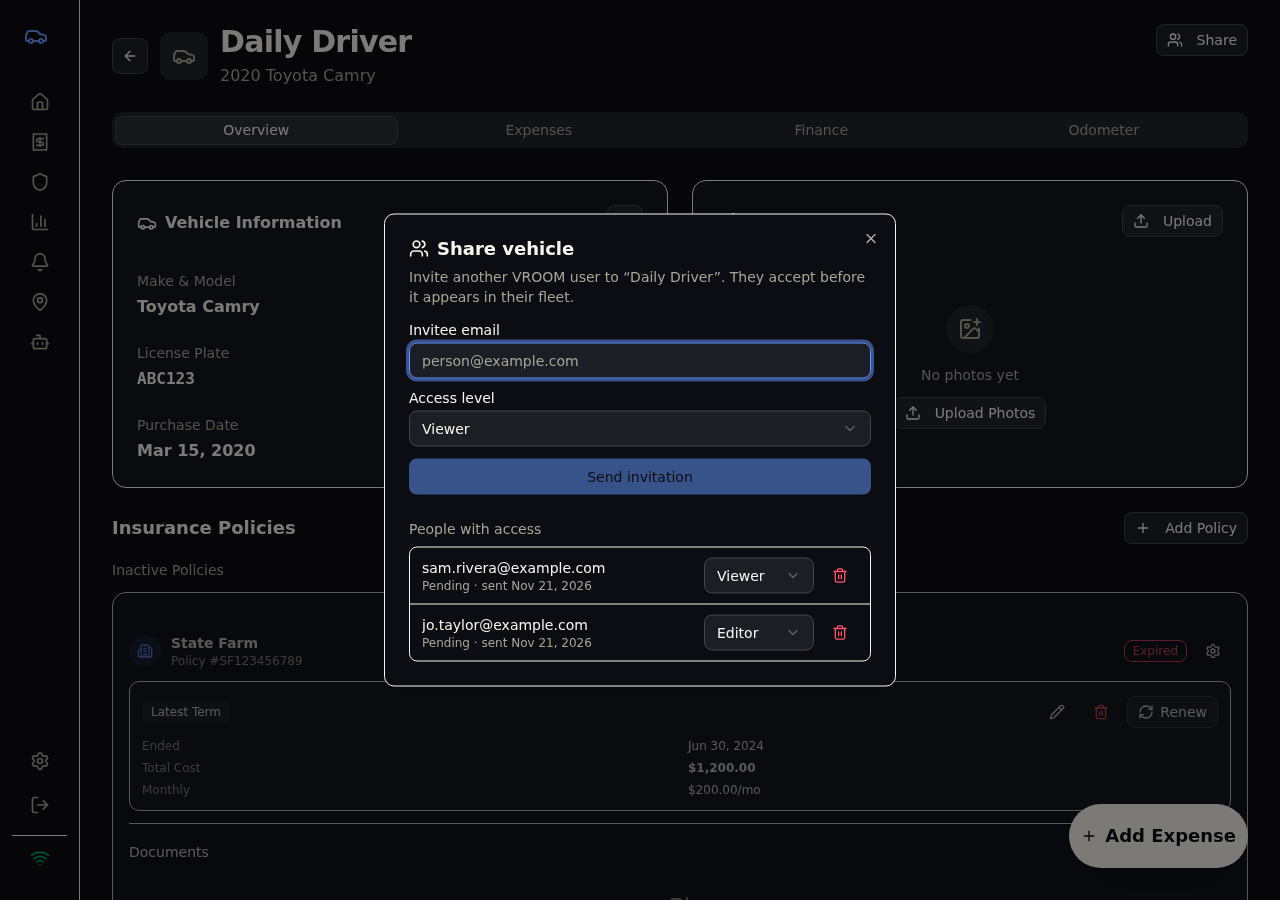 Daily Driver
2020 Toyota Camry
Share
Overview
Expenses
Finance
Odometer
Vehicle Information
Upload
Make & Model
Toyota Camry
License Plate
ABC123
Purchase Date
Mar 15, 2020
No photos yet
Upload Photos
Share vehicle
Invite another VROOM user to “Daily Driver”. They accept before
it appears in their fleet.
Invitee email
person@example.com
Access level
Viewer
Send invitation
People with access
sam.rivera@example.com
Pending · sent Nov 21, 2026
Viewer
jo.taylor@example.com
Pending · sent Nov 21, 2026
Editor
Insurance Policies
Add Policy
Inactive Policies
State Farm
Policy #SF123456789
Expired
Latest Term
Renew
Ended
Jun 30, 2024
Total Cost
$1,200.00
Monthly
$200.00/mo
Documents
Add Expense